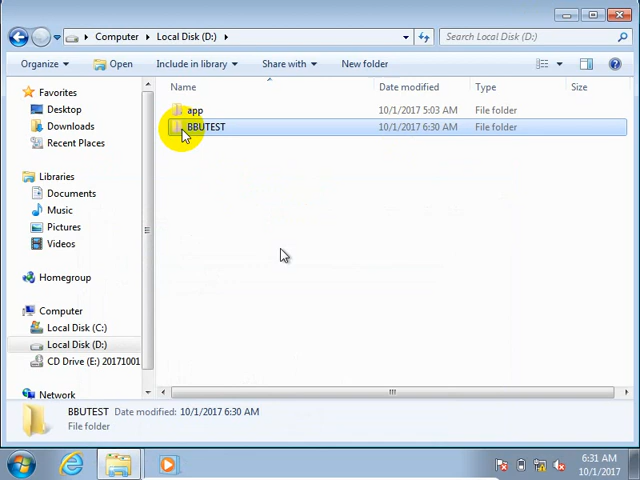 Computer Local Disk (D:)
Search Local Disk (D:)
Organize Open Include in library Share with New folder
Name Date modified Type Size
app 10/1/2017 5:03 AM File folder
BBUTEST 10/1/2017 6:30 AM File folder
Favorites
Desktop
Downloads
Recent Places
Libraries
Documents
Music
Pictures
Videos
Homegroup
Computer
Local Disk (C:)
Local Disk (D:)
CD Drive (E:) 20171001
Network
BBUTEST Date modified: 10/1/2017 6:30 AM
File folder
6:31 AM
10/1/2017